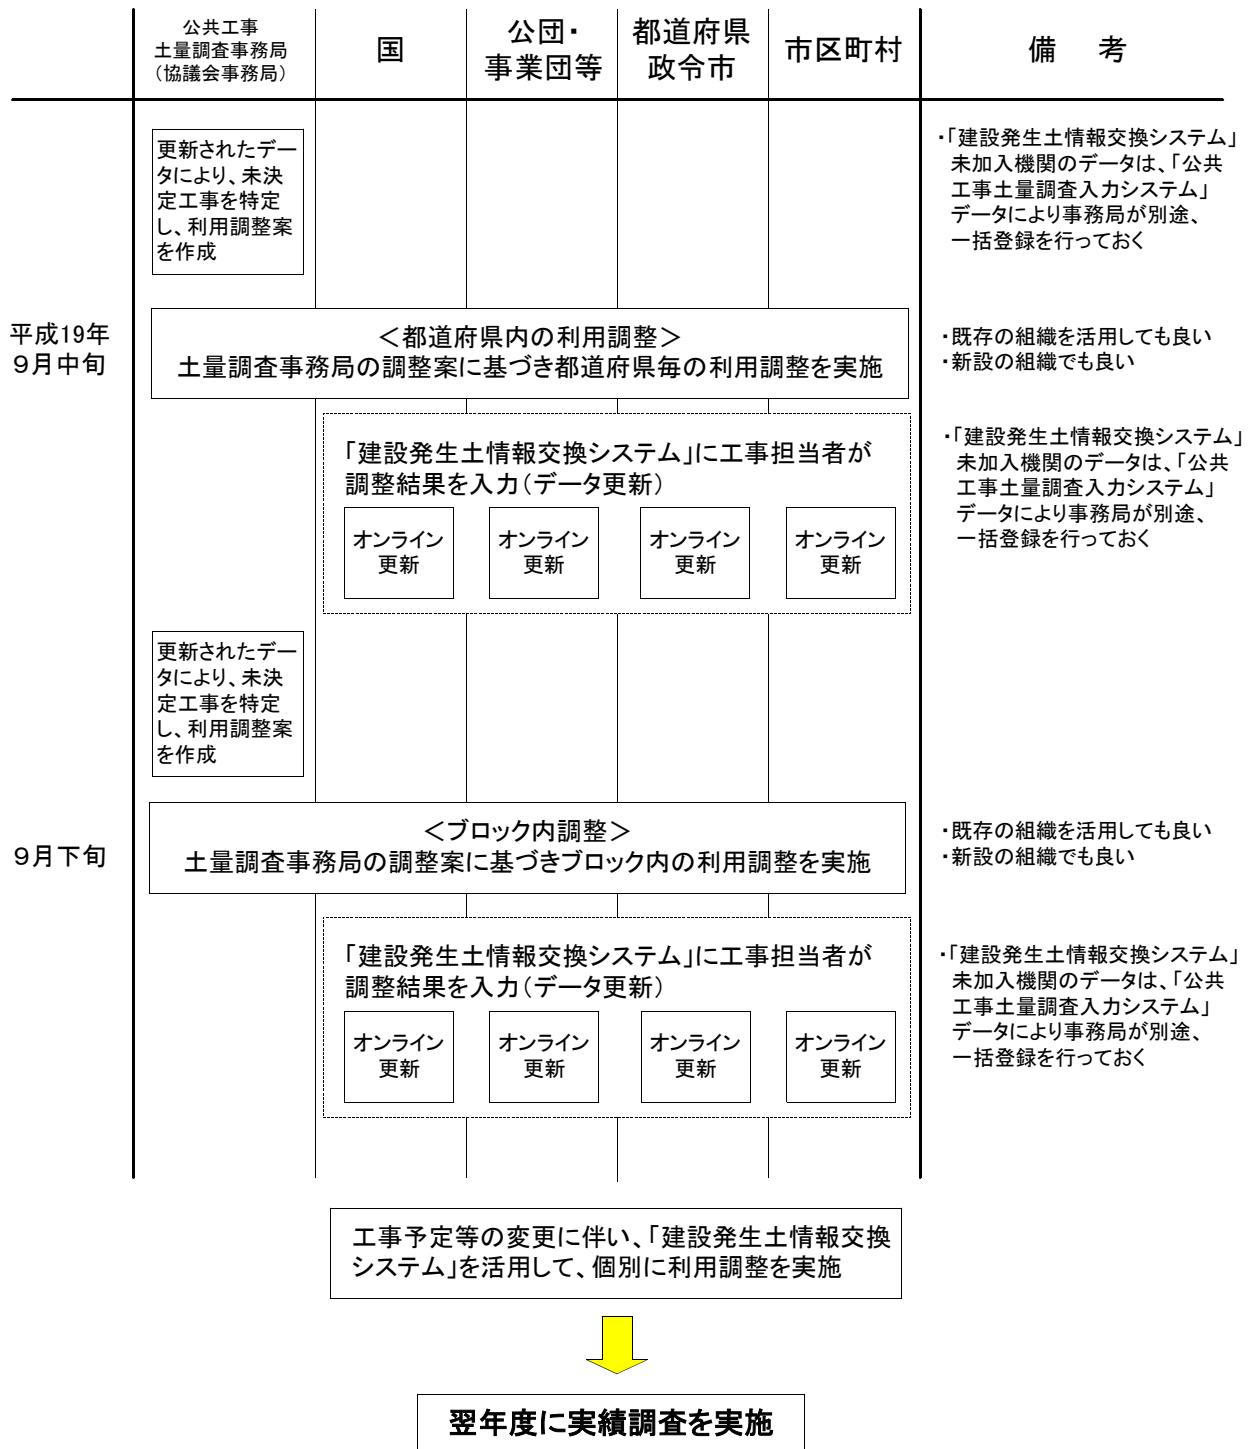 公共工事
土量調査事務局
（協議会事務局）
国
公団・
事業団等
都道府県
政令市
市区町村
備　考
更新されたデー
タにより、未決
定工事を特定
し、利用調整案
を作成
・「建設発生土情報交換システム」
未加入機関のデータは、「公共
工事土量調査入力システム」
データにより事務局が別途、
一括登録を行っておく
平成19年
９月中旬
＜都道府県内の利用調整＞
土量調査事務局の調整案に基づき都道府県毎の利用調整を実施
・既存の組織を活用しても良い
・新設の組織でも良い
「建設発生土情報交換システム」に工事担当者が
調整結果を入力（データ更新）
オンライン
更新
オンライン
更新
オンライン
更新
オンライン
更新
・「建設発生土情報交換システム」
未加入機関のデータは、「公共
工事土量調査入力システム」
データにより事務局が別途、
一括登録を行っておく
更新されたデー
タにより、未決
定工事を特定
し、利用調整案
を作成
９月下旬
＜ブロック内調整＞
土量調査事務局の調整案に基づきブロック内の利用調整を実施
・既存の組織を活用しても良い
・新設の組織でも良い
「建設発生土情報交換システム」に工事担当者が
調整結果を入力（データ更新）
オンライン
更新
オンライン
更新
オンライン
更新
オンライン
更新
・「建設発生土情報交換システム」
未加入機関のデータは、「公共
工事土量調査入力システム」
データにより事務局が別途、
一括登録を行っておく
工事予定等の変更に伴い、「建設発生土情報交換
システム」を活用して、個別に利用調整を実施
翌年度に実績調査を実施